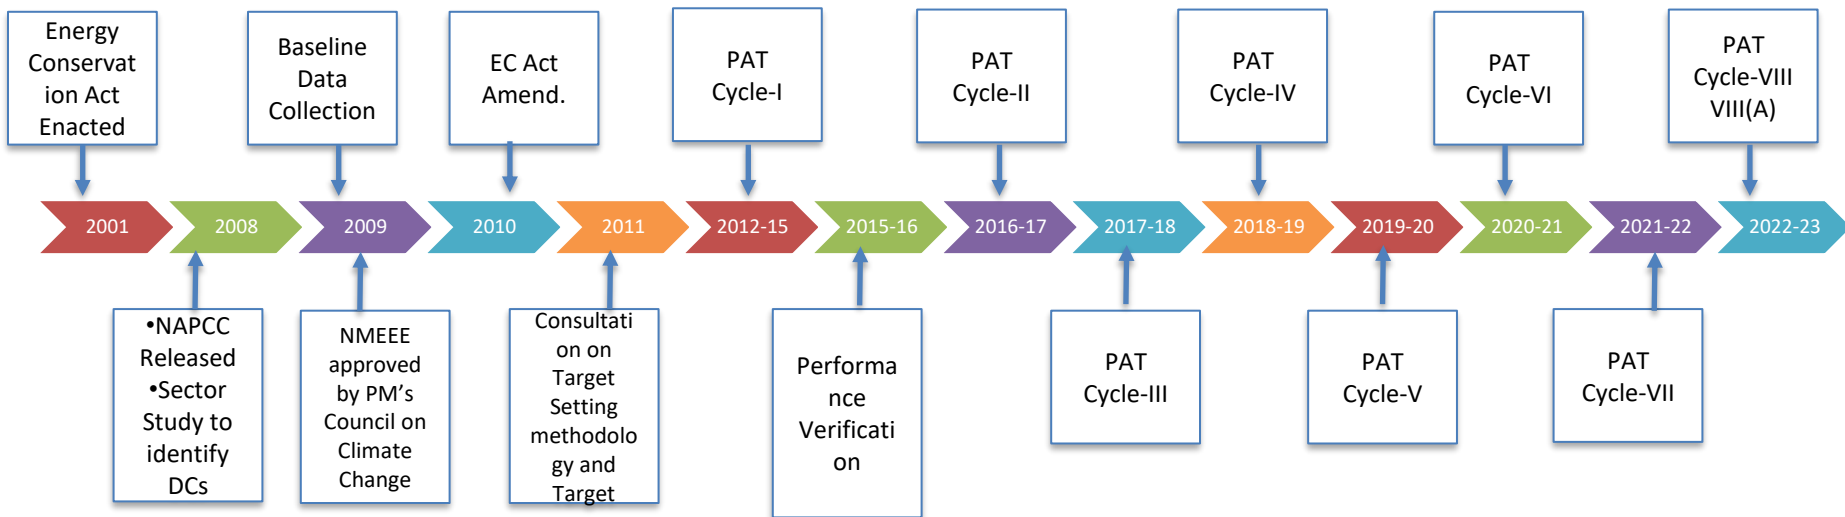 Energy
Conservat
ion Act
Enacted
Baseline
Data
Collection
EC Act
Amend.
PAT
Cycle-I
PAT
Cycle-II
PAT
Cycle-IV
PAT
Cycle-VI
PAT
Cycle-VIII
VIII(A)
2001
2008
2009
2010
2011
2012-15
2015-16
2016-17
2017-18
2018-19
2019-20
2020-21
2021-22
2022-23
•NAPCC
Released
•Sector
Study to
identify
DCs
NMEEE
approved
by PM’s
Council on
Climate
Change
Consultati
on on
Target
Setting
methodolo
gy and
Target
Performa
nce
Verificati
on
PAT
Cycle-III
PAT
Cycle-V
PAT
Cycle-VII